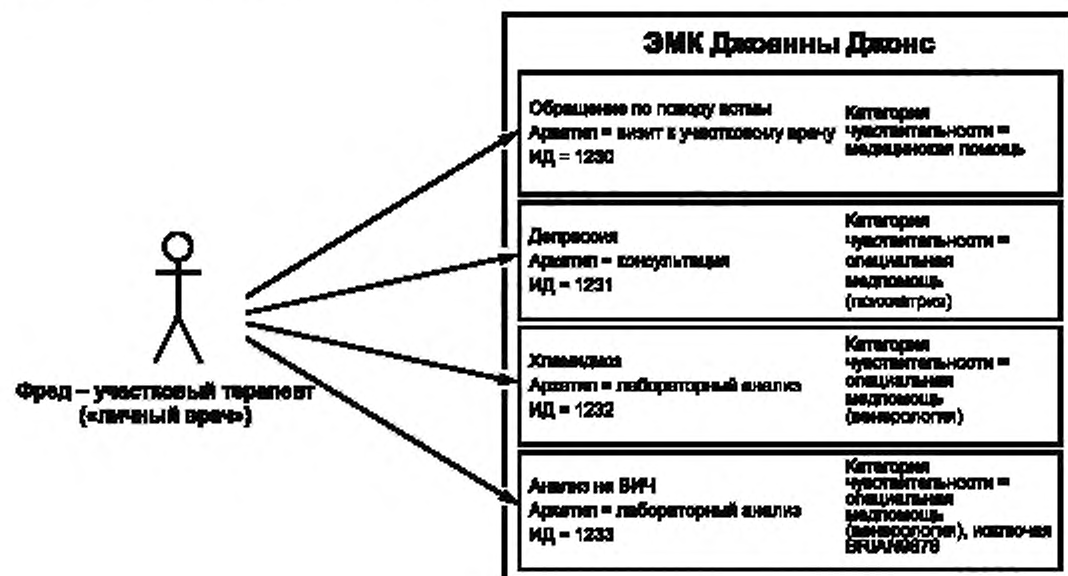 ЭМК Джоанны Джонс
Обращение по поводу астмы
Архетип = визит к участковому врачу
ИД = 1230
Категория
чувствительности =
медицинская помощь
Депрессия
Архетип = консультация
ИД = 1231
Категория
чувствительности =
специальная
медпомощь
(психиатрия)
Хламидиоз
Архетип = лабораторный анализ
ИД = 1232
Категория
чувствительности =
специальная
медпомощь
(венерология)
Анализ на ВИЧ
Архетип = лабораторный анализ
ИД = 1233
Категория
чувствительности =
специальная
медпомощь
(венерология), исключая
Фред – участковый терапевт
(«личный врач»)